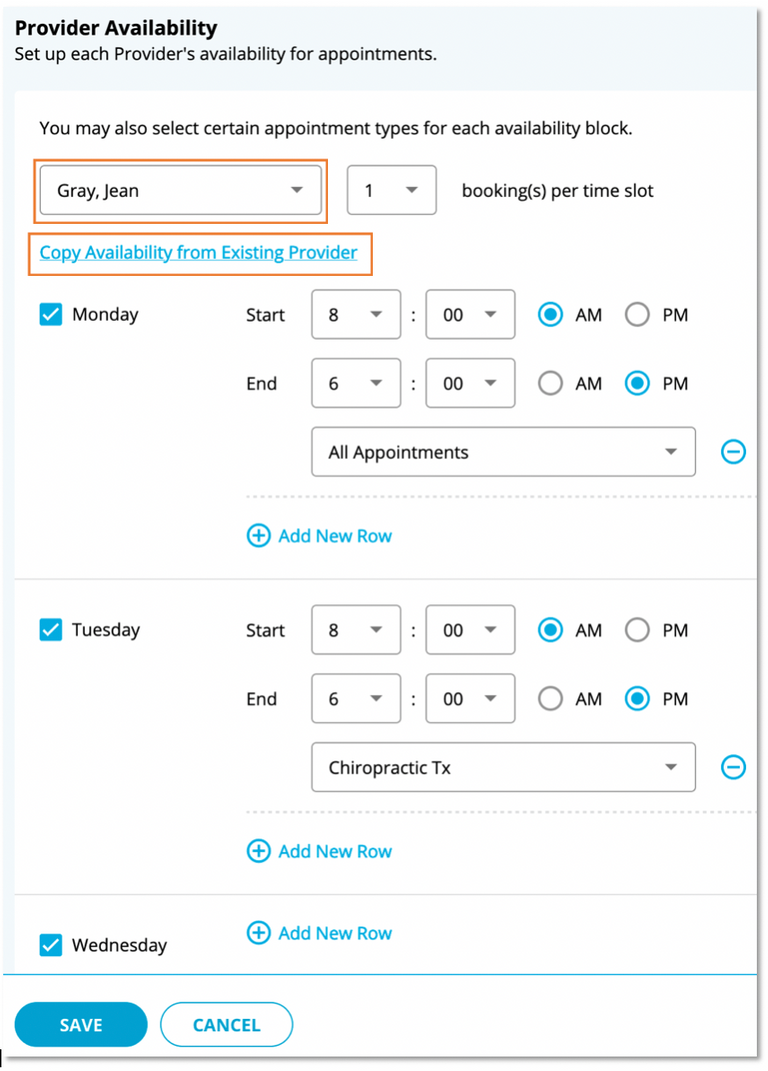 Provider Availability
Set up each Provider's availability for appointments.
You may also select certain appointment types for each availability block.
Gray, Jean 1 booking(s) per time slot
Copy Availability from Existing Provider
Monday Start 8 : 00 AM PM
End 6 : 00 AM PM
All Appointments
Add New Row
Tuesday Start 8 : 00 AM PM
End 6 : 00 AM PM
Chiropractic Tx
Add New Row
Add New Row
Wednesday
SAVE CANCEL